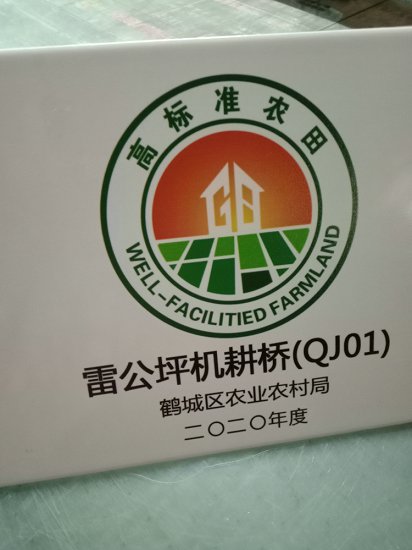 高标准农田
WELL-FACILITIED FARMLAND
雷公坪机耕桥(QJ01)
鹤城区农业农村局
二〇二〇年度